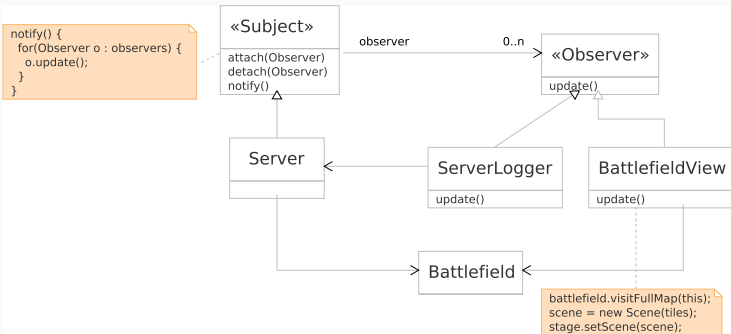 notify() {
for(Observer o : observers) {
o.update();
}
}
«Subject»
attach(Observer)
detach(Observer)
notify()
observer
0..n
«Observer»
update()
Server
ServerLogger
update()
BattlefieldView
update()
Battlefield
battlefield.visitFullMap(this);
scene = new Scene(tiles);
stage.setScene(scene);